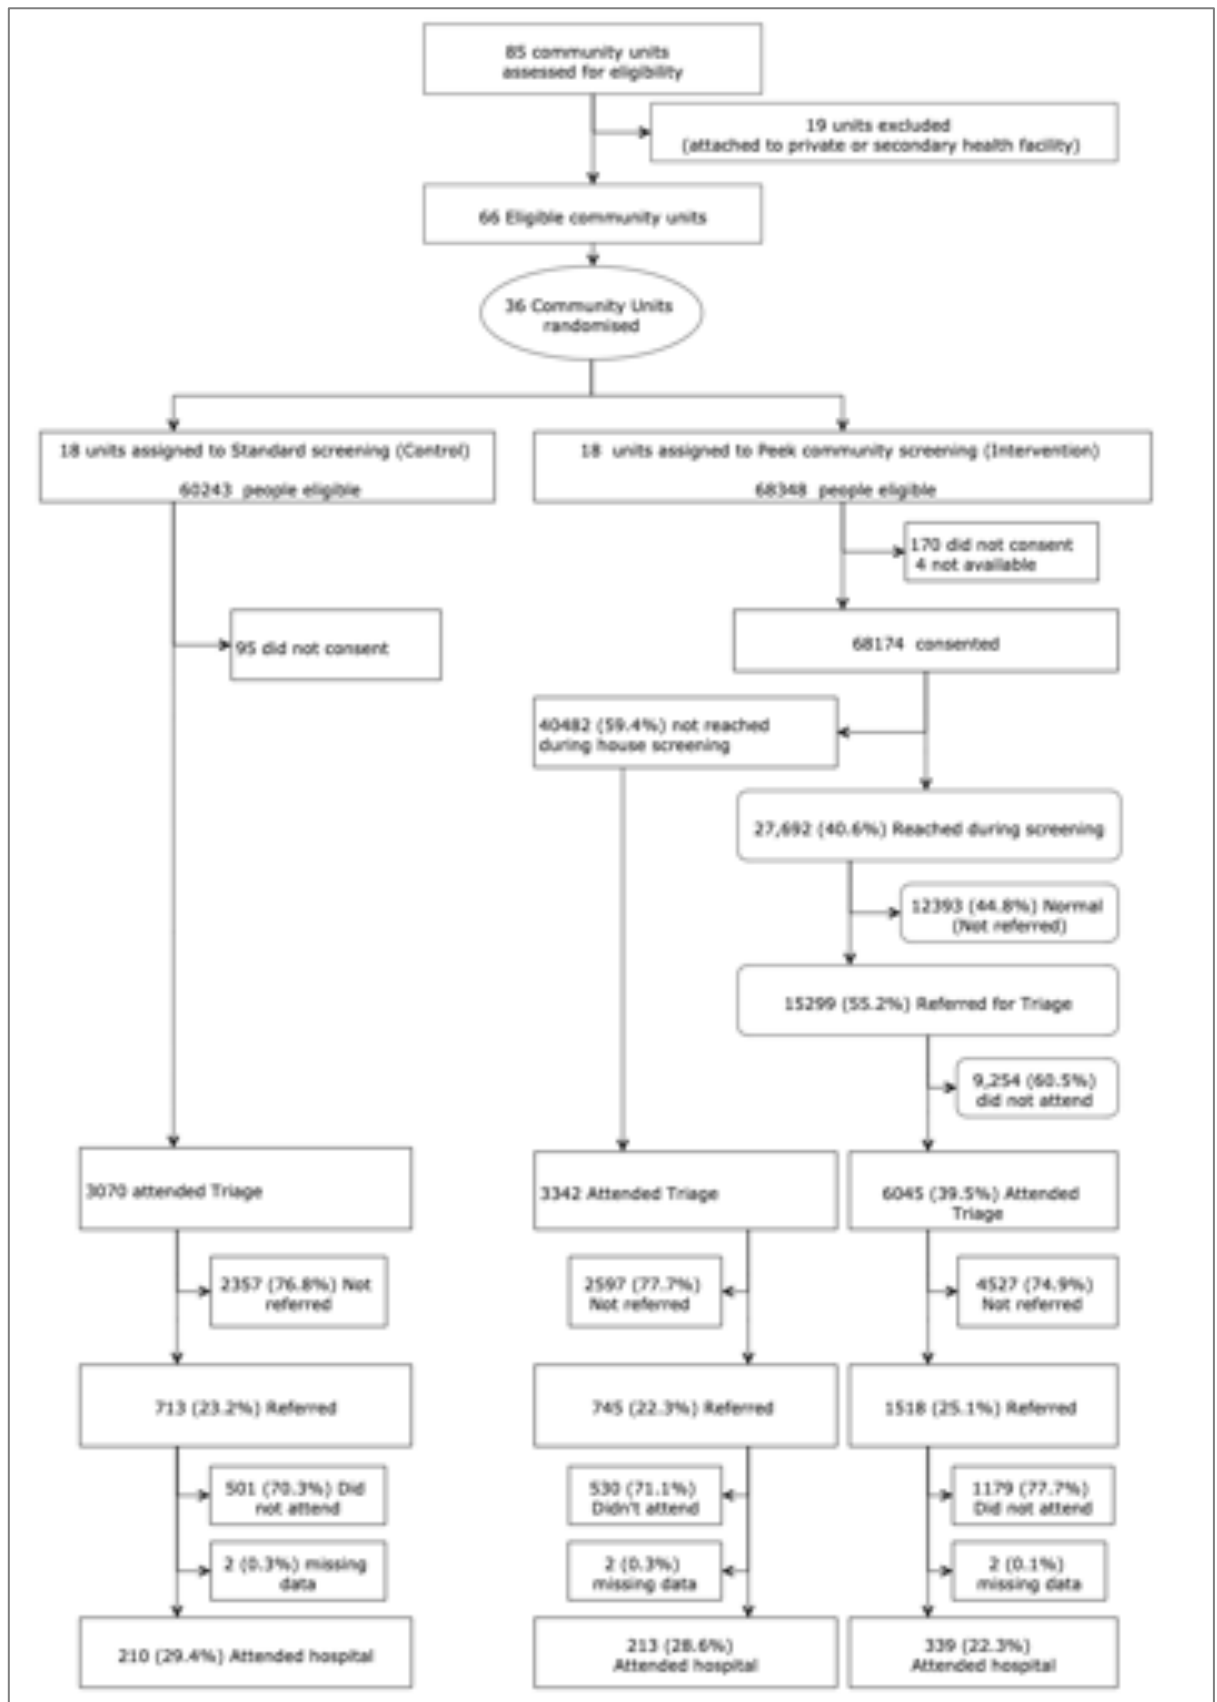 85 community units
assessed for eligibility
19 units excluded
(attached to private or secondary health facility)
66 Eligible community units
36 Community Units
randomised
18 units assigned to Standard screening (Control)
60243 people eligible
18 units assigned to Peek community screening (Intervention)
68348 people eligible
170 did not consent
4 not available
95 did not consent
68174 consented
40482 (59.4%) not reached
during house screening
27,692 (40.6%) Reached during screening
12393 (44.8%) Normal
(Not referred)
15299 (55.2%) Referred for Triage
9,254 (60.5%)
did not attend
3070 attended Triage
3342 Attended Triage
6045 (39.5%) Attended
Triage
2357 (76.8%) Not
referred
2597 (77.7%)
Not referred
4527 (74.9%)
Not referred
713 (23.2%) Referred
745 (22.3%) Referred
1518 (25.1%) Referred
501 (70.3%) Did
not attend
530 (71.1%)
Didn't attend
1179 (77.7%)
Did not attend
2 (0.3%) missing
data
2 (0.3%)
missing data
2 (0.1%)
missing data
210 (29.4%) Attended hospital
213 (28.6%)
Attended hospital
339 (22.3%)
Attended hospital